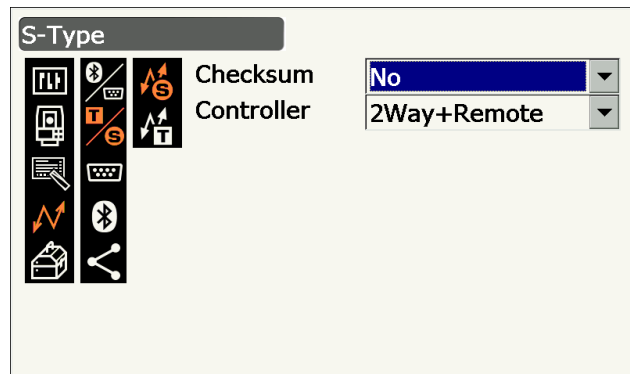 S-Type
Checksum No
Controller 2Way+Remote
T S
S
T